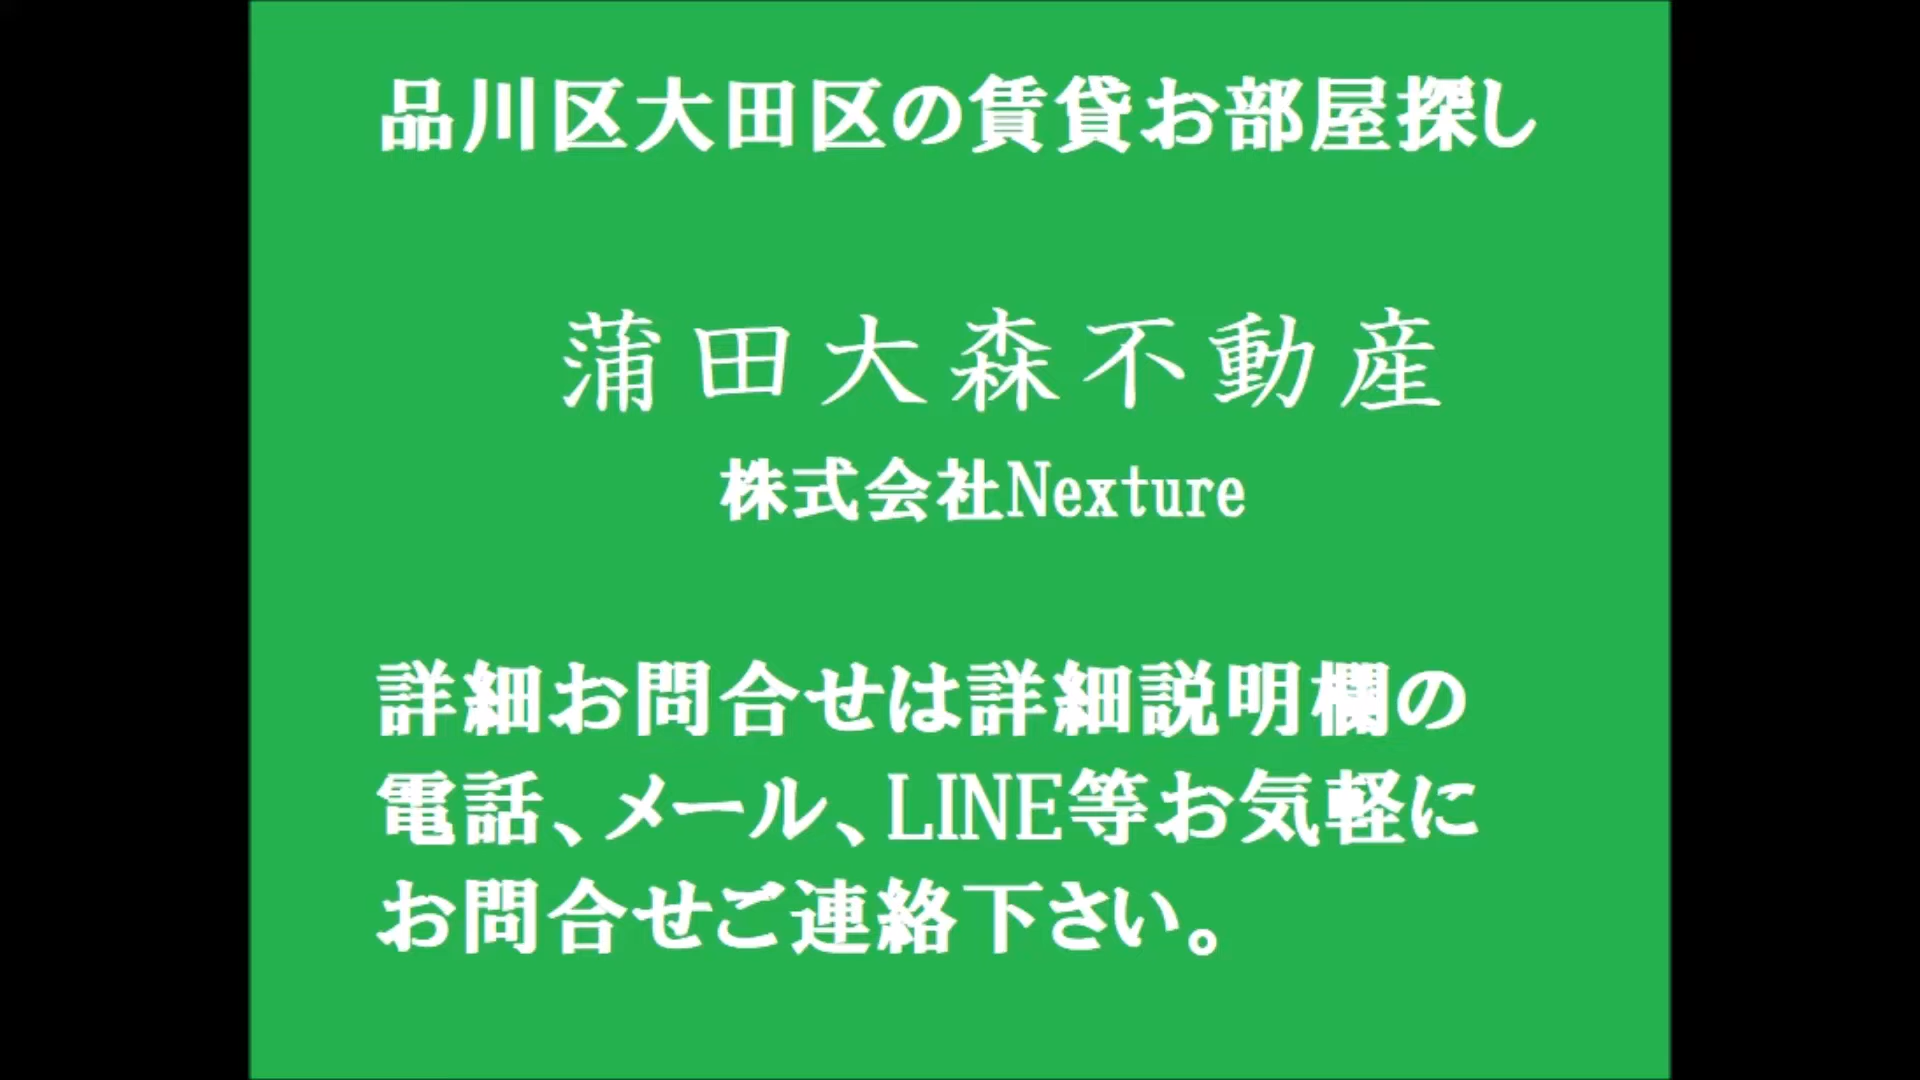 品川区大田区の賃貸お部屋探し
蒲田大森不動産
株式会社Nexture
詳細お問合せは詳細説明欄の
電話、メール、LINE等お気軽に
お問合せご連絡下さい。